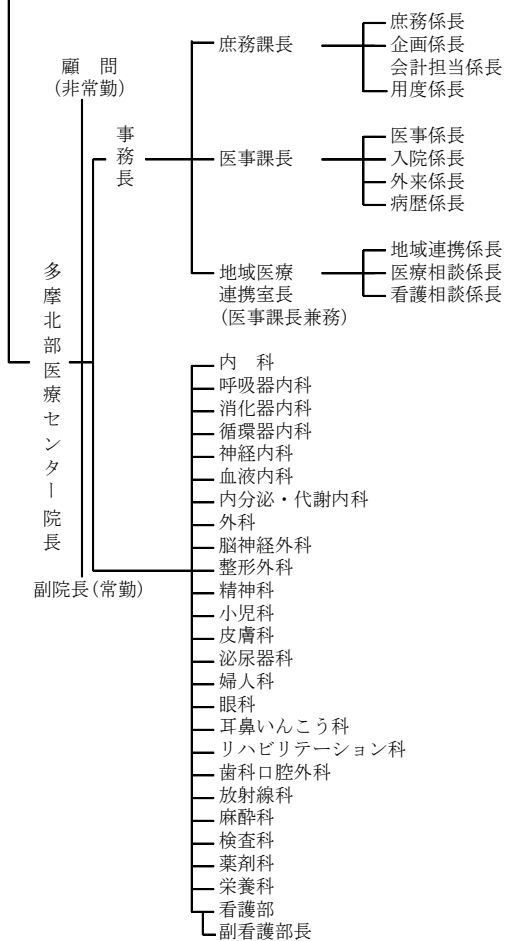 顧　問
(非常勤)
多摩北部医療センター院長
副院長(常勤)
事務長
庶務課長
庶務係長
企画係長
会計担当係長
用度係長
医事課長
医事係長
入院係長
外来係長
病歴係長
地域医療
連携室長
(医事課長兼務)
地域連携係長
医療相談係長
看護相談係長
内　科
呼吸器内科
消化器内科
循環器内科
神経内科
血液内科
内分泌・代謝内科
外科
脳神経外科
整形外科
精神科
小児科
皮膚科
泌尿器科
婦人科
眼科
耳鼻いんこう科
リハビリテーション科
歯科口腔外科
放射線科
麻酔科
検査科
薬剤科
栄養科
看護部
副看護部長